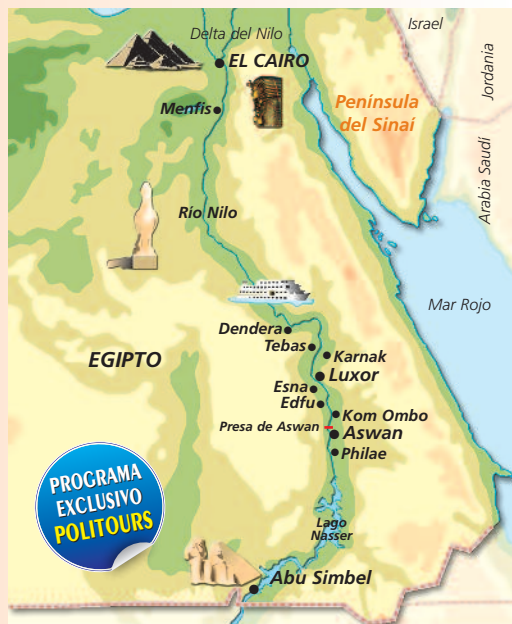 Delta del Nilo
Israel
EL CAIRO
Jordania
Menfis
Península
del Sinaí
Arabia Saudí
Río Nilo
Mar Rojo
Dendera
Tebas
Karnak
EGIPTO
Luxor
Esna
Edfu
Kom Ombo
Presa de Aswan
Aswan
Philae
PROGRAMA
EXCLUSIVO
POLITOURS
Lago
Nasser
Abu Simbel